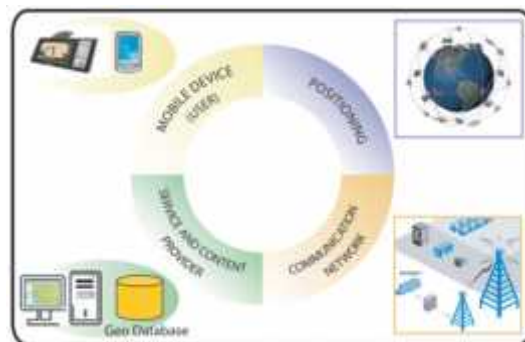 MOBILE DEVICE
(USER)
POSITIONING
SERVICE AND CONTENT
PROVIDER
COMMUNICATION
NETWORK
Geo Database